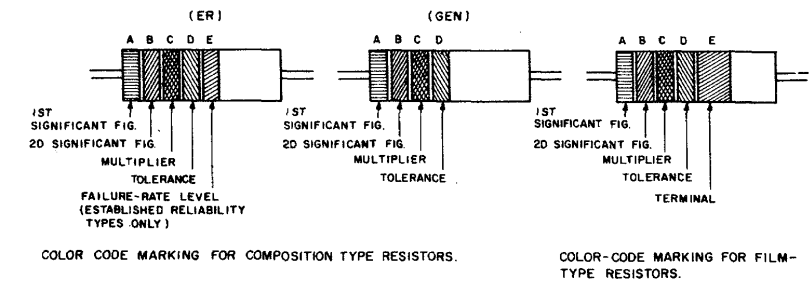 (ER)
A B C D E
1ST
SIGNIFICANT FIG.
2D SIGNIFICANT FIG.
MULTIPLIER
TOLERANCE
FAILURE-RATE LEVEL
(ESTABLISHED RELIABILITY
TYPES ONLY)
(GEN)
A B C D
1ST
SIGNIFICANT FIG.
2D SIGNIFICANT FIG.
MULTIPLIER
TOLERANCE
COLOR CODE MARKING FOR COMPOSITION TYPE RESISTORS.
A B C D E
1ST
SIGNIFICANT FIG.
2D SIGNIFICANT FIG.
MULTIPLIER
TOLERANCE
TERMINAL
COLOR-CODE MARKING FOR FILM-
TYPE RESISTORS.